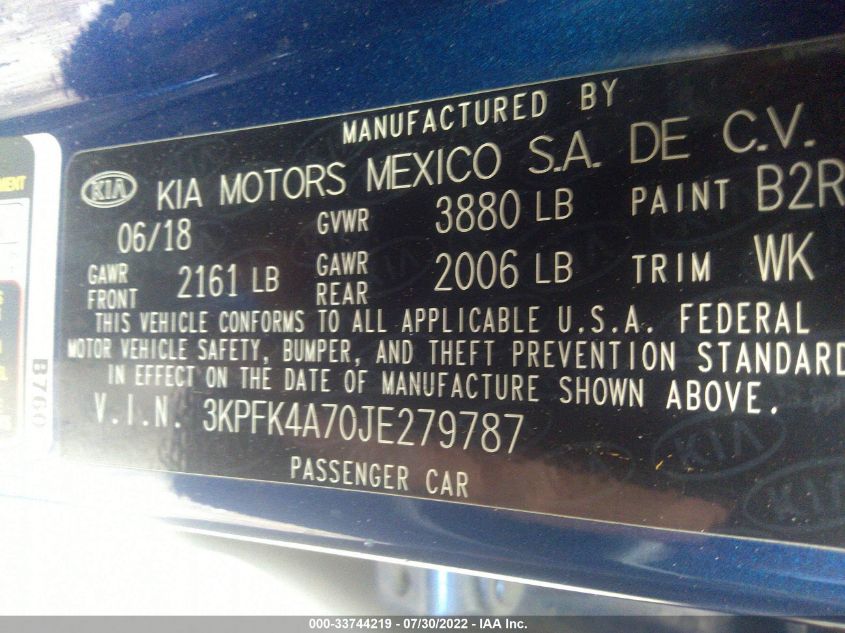 MANUFACTURED BY
KIA KIA MOTORS MEXICO S.A. DE C.V.
06/18 GVWR 3880 LB PAINT B2R
GAWR FRONT 2161 LB GAWR REAR 2006 LB TRIM WK
THIS VEHICLE CONFORMS TO ALL APPLICABLE U.S.A. FEDERAL
MOTOR VEHICLE SAFETY, BUMPER, AND THEFT PREVENTION STANDARD
IN EFFECT ON THE DATE OF MANUFACTURE SHOWN ABOVE.
V.I.N. 3KPFK4A70JE279787
PASSENGER CAR
B760
000-33744219 - 07/30/2022 - IAA Inc.